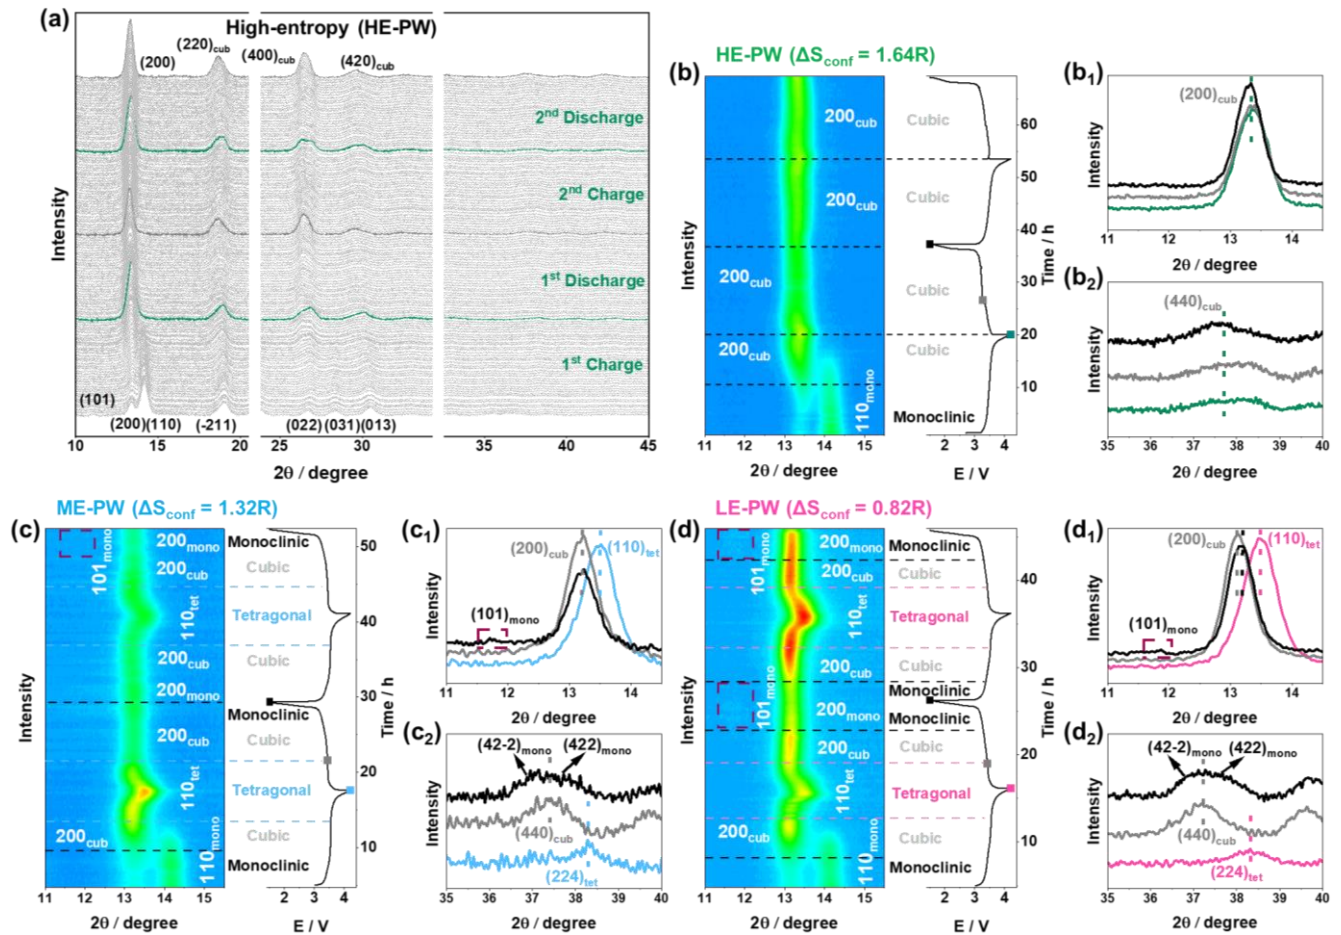 (a)
High-entropy (HE-PW)
(200)
(220)cub
(400)cub
(420)cub
2nd Discharge
2nd Charge
1st Discharge
1st Charge
(101)
(200)(110)
(-211)
(022)
(031)
(013)
Intensity
10 15 20 25 30 35 40 45
2θ / degree
(b)
HE-PW (ΔSconf = 1.64R)
200cub
200cub
200cub
200cub
110mono
Cubic
Cubic
Cubic
Cubic
Monoclinic
Intensity
11 12 13 14 15
2θ / degree
2 3 4
E / V
10 20 30 40 50 60
Time / h
(b1)
(200)cub
Intensity
11 12 13 14
2θ / degree
(b2)
(440)cub
Intensity
35 36 37 38 39 40
2θ / degree
ME-PW (ΔSconf = 1.32R)
(c)
101mono
200mono
200cub
110tet
200cub
200mono
200cub
110tet
200cub
110mono
Monoclinic
Cubic
Tetragonal
Cubic
Monoclinic
Cubic
Tetragonal
Cubic
Monoclinic
Intensity
11 12 13 14 15
2θ / degree
2 3 4
E / V
10 20 30 40 50
Time / h
(c1)
(200)cub
(110)tet
(101)mono
Intensity
11 12 13 14
2θ / degree
(c2)
(42-2)mono
(422)mono
(440)cub
(224)tet
Intensity
35 36 37 38 39 40
2θ / degree
LE-PW (ΔSconf = 0.82R)
(d)
101mono
200mono
200cub
110tet
200cub
101mono
200mono
200cub
110tet
200cub
110mono
Monoclinic
Cubic
Tetragonal
Cubic
Monoclinic
Monoclinic
Cubic
Tetragonal
Cubic
Monoclinic
Intensity
11 12 13 14 15
2θ / degree
2 3 4
E / V
10 20 30 40
Time / h
(d1)
(200)cub
(110)tet
(101)mono
Intensity
11 12 13 14
2θ / degree
(d2)
(42-2)mono
(422)mono
(440)cub
(224)tet
Intensity
35 36 37 38 39 40
2θ / degree